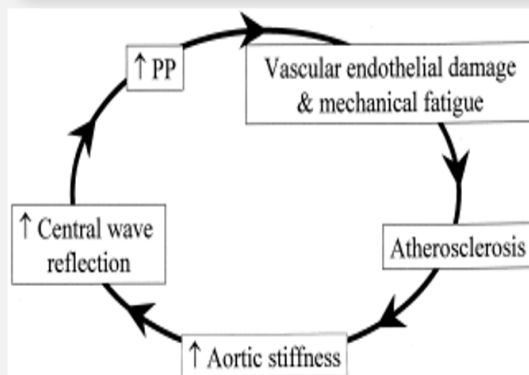 ↑ PP
Vascular endothelial damage
& mechanical fatigue
Atherosclerosis
↑ Aortic stiffness
↑ Central wave
reflection